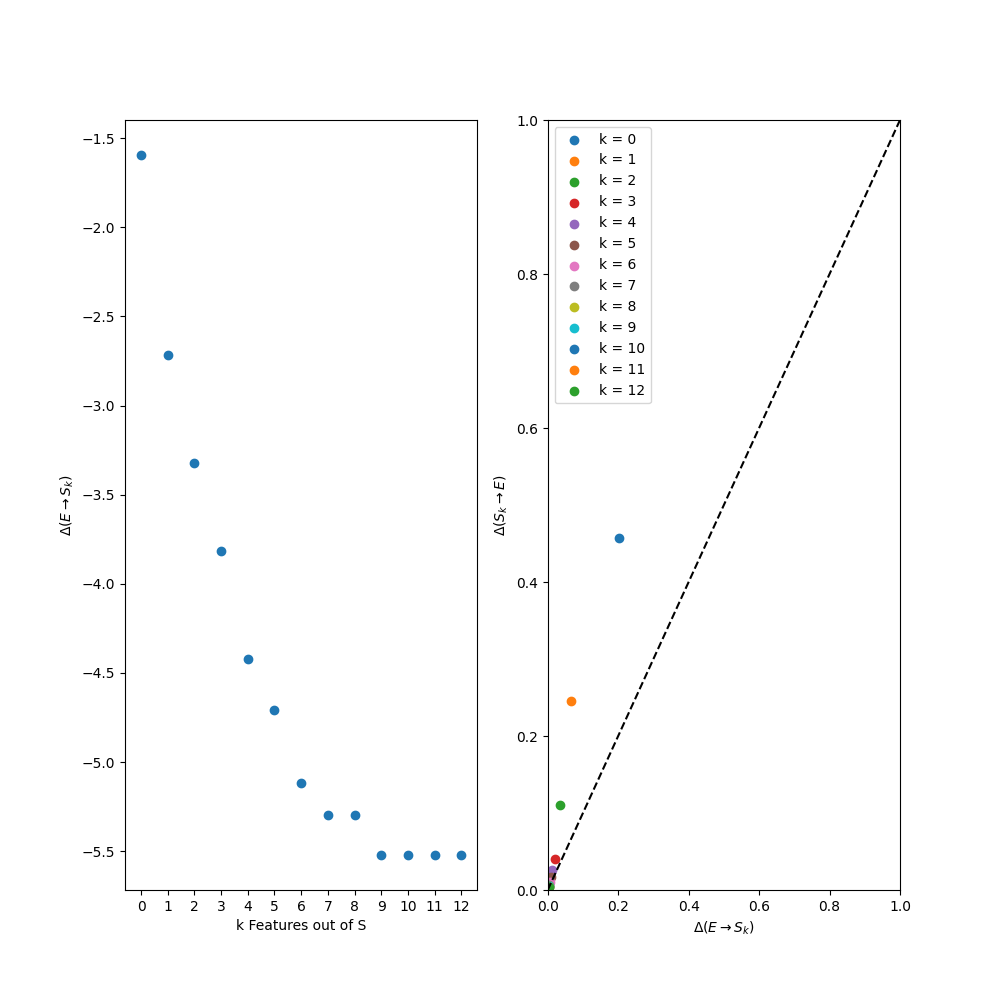 −1.5
−2.0
−2.5
−3.0
−3.5
−4.0
−4.5
−5.0
−5.5
Δ(E → Sₖ)
0 1 2 3 4 5 6 7 8 9 10 11 12
k Features out of S
1.0
0.8
0.6
0.4
0.2
0.0
Δ(Sₖ → E)
k = 0
k = 1
k = 2
k = 3
k = 4
k = 5
k = 6
k = 7
k = 8
k = 9
k = 10
k = 11
k = 12
0.0 0.2 0.4 0.6 0.8 1.0
Δ(E → Sₖ)